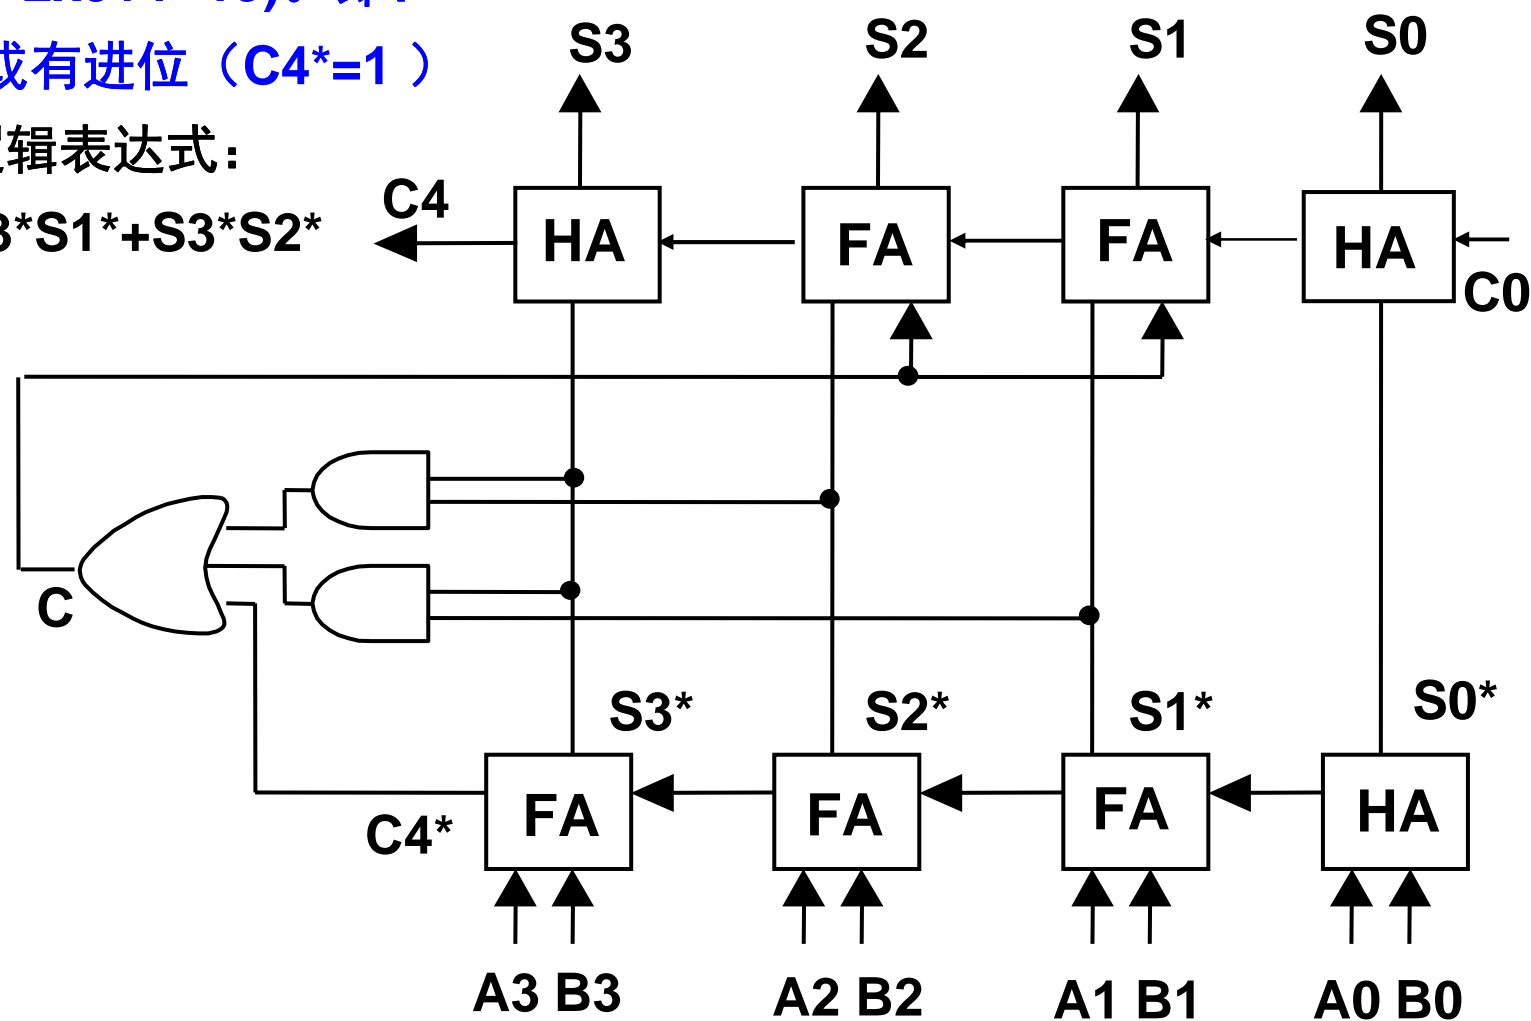 或有进位（C4*=1 ）
辑表达式：
3*S1*+S3*S2*
S3 S2 S1 S0
C4
HA FA FA HA
C0
C
S3* S2* S1* S0*
C4*
FA FA FA HA
A3 B3 A2 B2 A1 B1 A0 B0